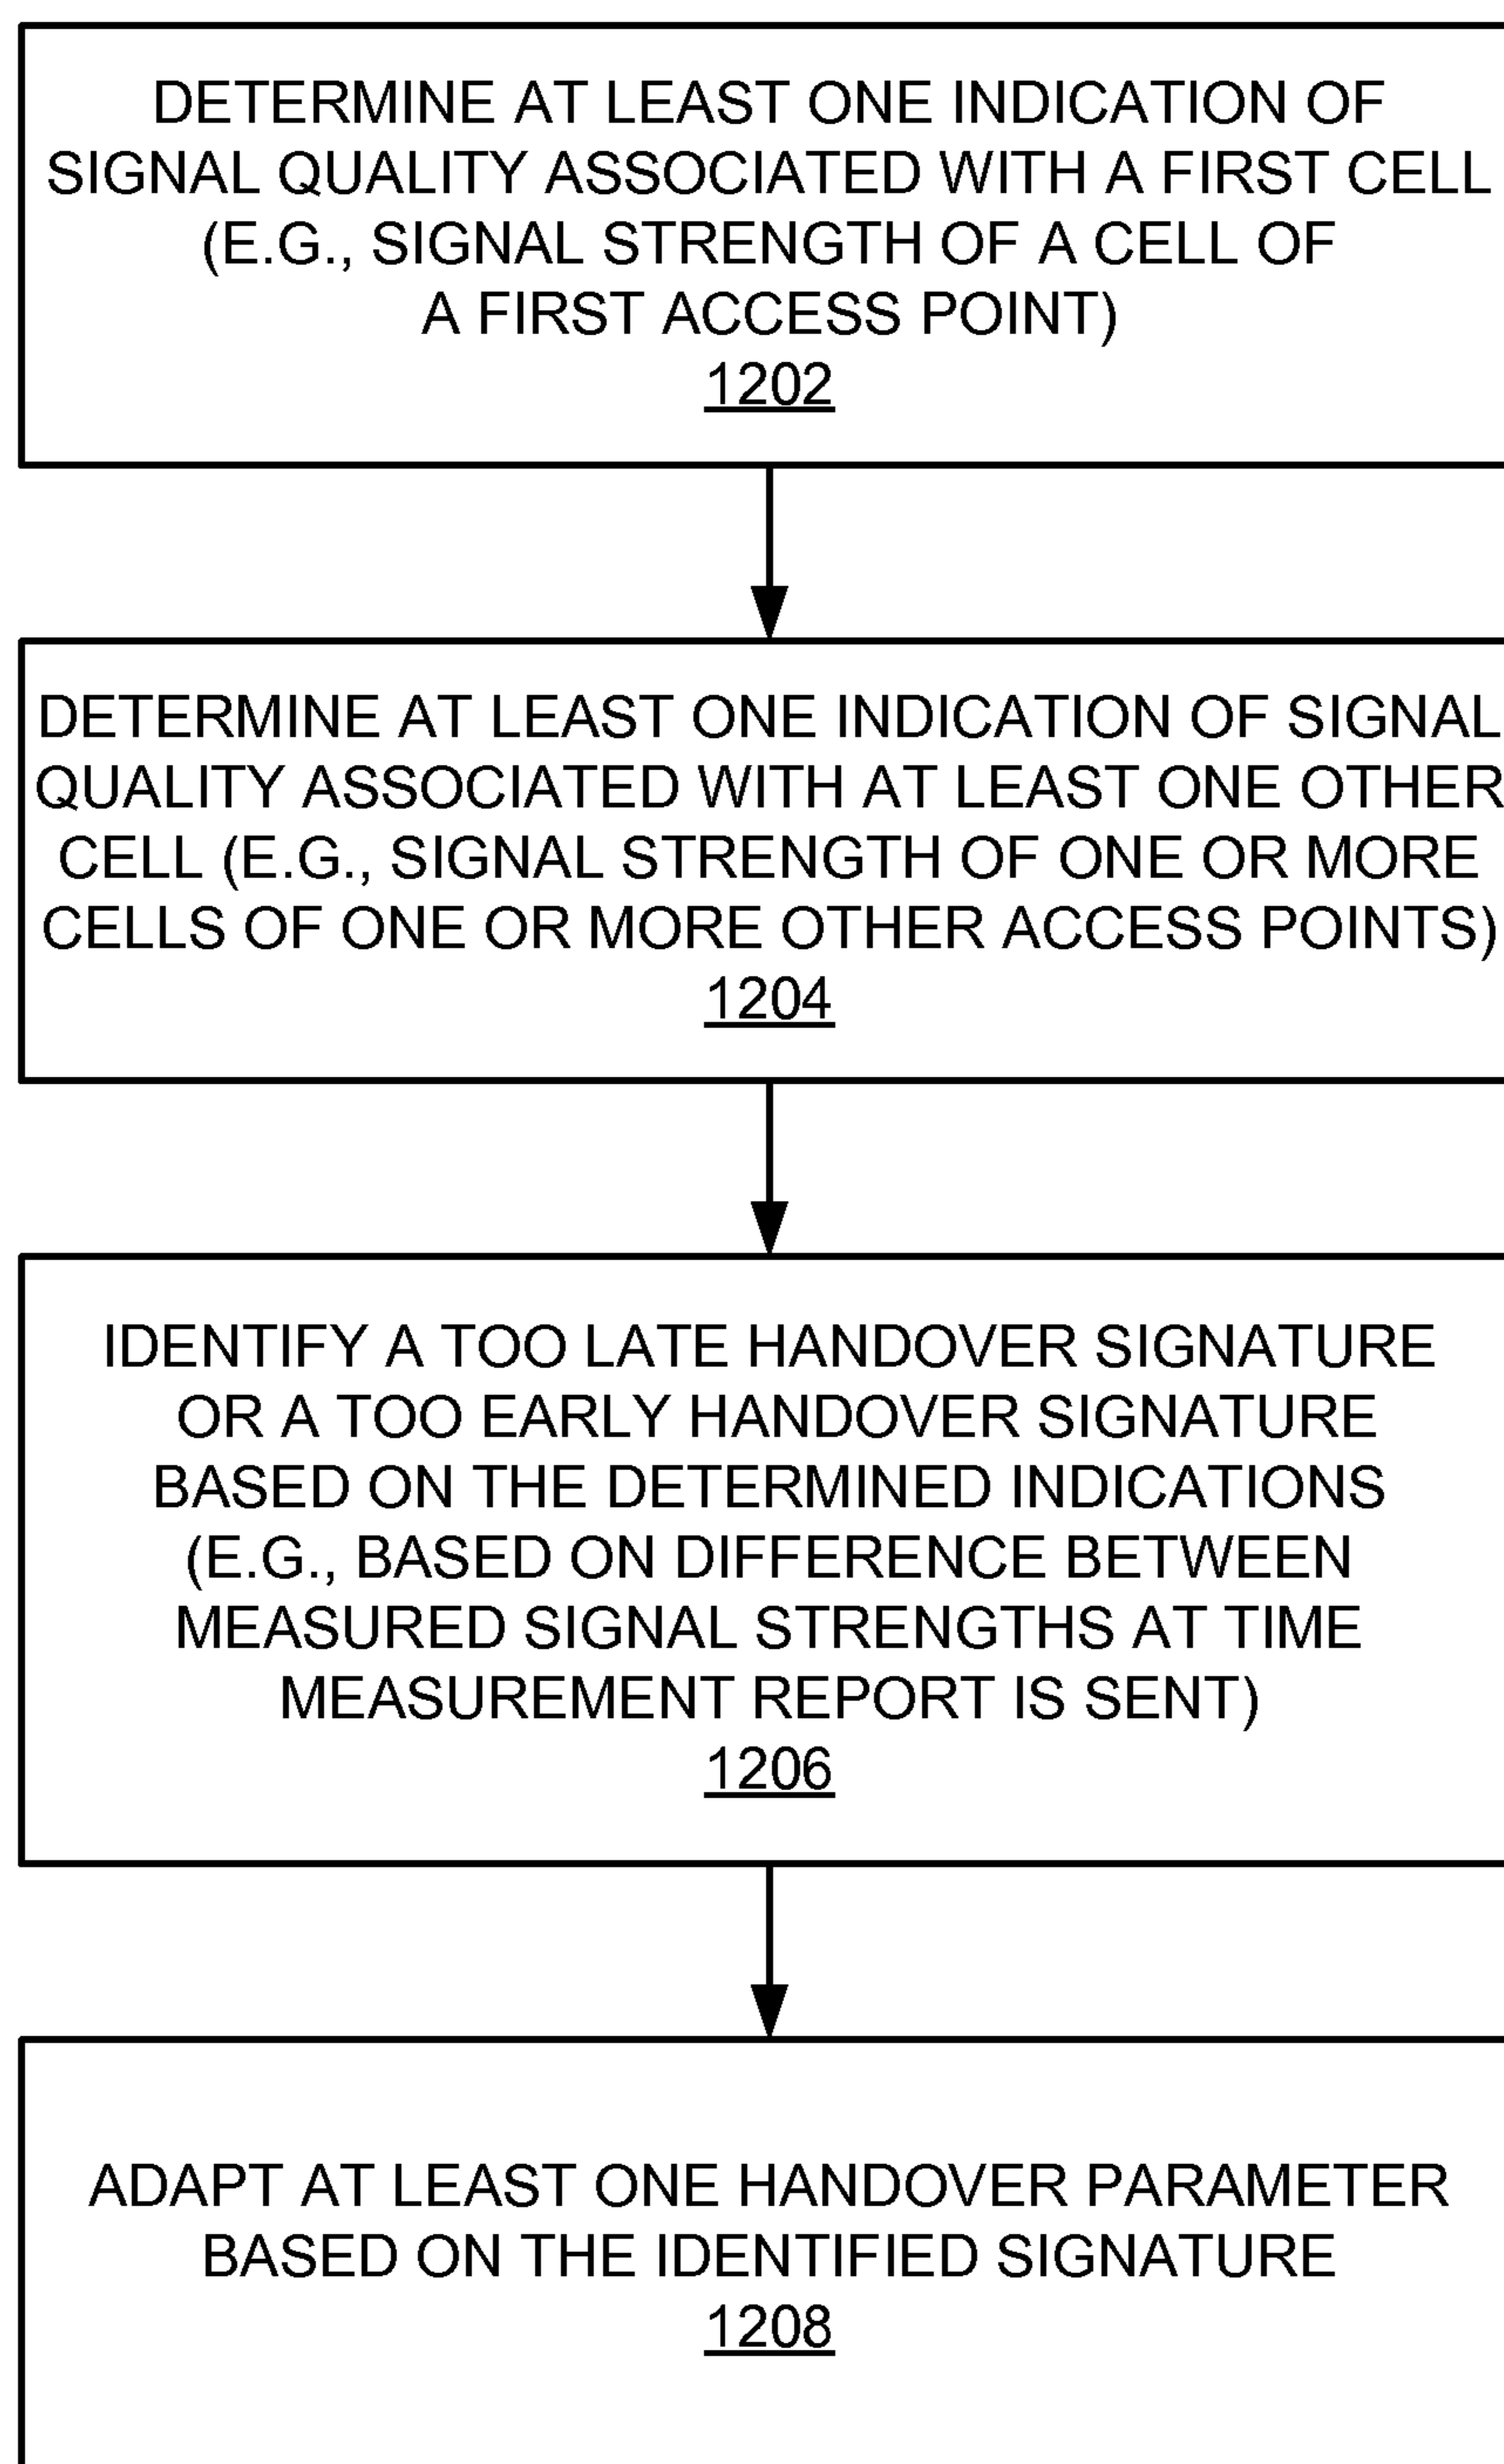 DETERMINE AT LEAST ONE INDICATION OF
SIGNAL QUALITY ASSOCIATED WITH A FIRST CELL
(E.G., SIGNAL STRENGTH OF A CELL OF
A FIRST ACCESS POINT)
1202
DETERMINE AT LEAST ONE INDICATION OF SIGNAL
QUALITY ASSOCIATED WITH AT LEAST ONE OTHER
CELL (E.G., SIGNAL STRENGTH OF ONE OR MORE
CELLS OF ONE OR MORE OTHER ACCESS POINTS)
1204
IDENTIFY A TOO LATE HANDOVER SIGNATURE
OR A TOO EARLY HANDOVER SIGNATURE
BASED ON THE DETERMINED INDICATIONS
(E.G., BASED ON DIFFERENCE BETWEEN
MEASURED SIGNAL STRENGTHS AT TIME
MEASUREMENT REPORT IS SENT)
1206
ADAPT AT LEAST ONE HANDOVER PARAMETER
BASED ON THE IDENTIFIED SIGNATURE
1208